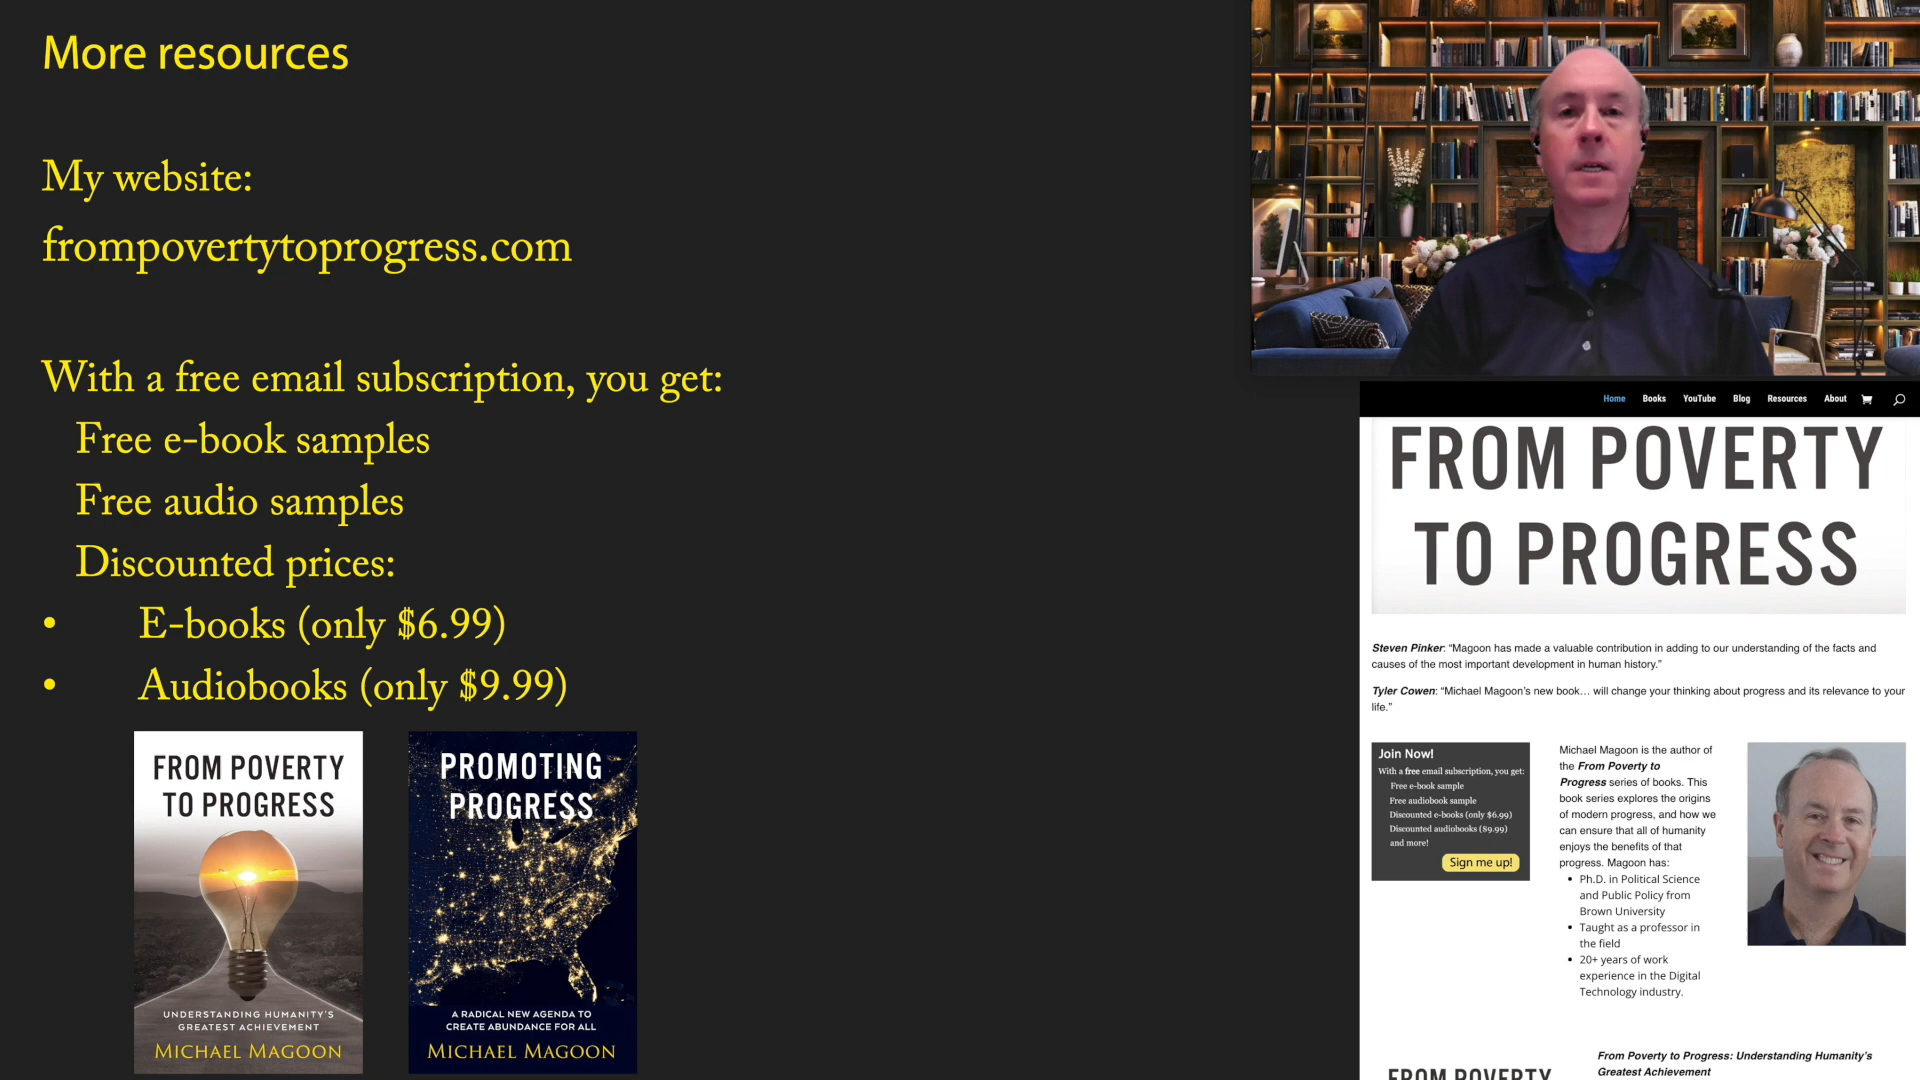 More resources
My website:
frompovertytoprogress.com
With a free email subscription, you get:
Free e-book samples
Free audio samples
Discounted prices:
• E-books (only $6.99)
• Audiobooks (only $9.99)
FROM POVERTY
TO PROGRESS
UNDERSTANDING HUMANITY'S
GREATEST ACHIEVEMENT
MICHAEL MAGOON
PROMOTING
PROGRESS
A RADICAL NEW AGENDA TO
CREATE ABUNDANCE FOR ALL
MICHAEL MAGOON
Home Books YouTube Blog Resources About
FROM POVERTY
TO PROGRESS
Steven Pinker: “Magoon has made a valuable contribution in adding to our understanding of the facts and
causes of the most important development in human history.”
Tyler Cowen: “Michael Magoon’s new book… will change your thinking about progress and its relevance to your
life.”
Join Now!
With a free email subscription, you get:
Free e-book sample
Free audiobook sample
Discounted e-books (only $6.99)
Discounted audiobooks ($9.99)
and more!
Sign me up!
Michael Magoon is the author of
the From Poverty to
Progress series of books. This
book series explores the origins
of modern progress, and how we
can ensure that all of humanity
enjoys the benefits of that
progress. Magoon has:
• Ph.D. in Political Science
and Public Policy from
Brown University
• Taught as a professor in
the field
• 20+ years of work
experience in the Digital
Technology industry.
FROM POVERTY
From Poverty to Progress: Understanding Humanity’s
Greatest Achievement